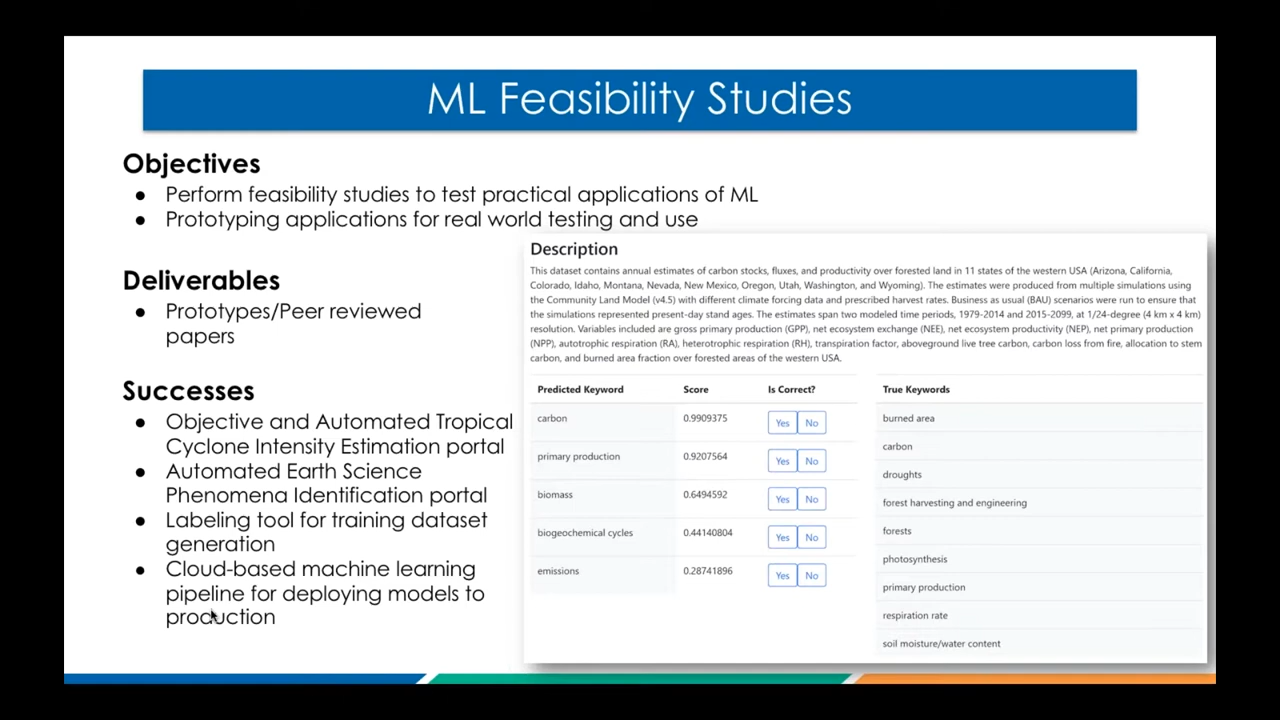 ML Feasibility Studies
Objectives
● Perform feasibility studies to test practical applications of ML
● Prototyping applications for real world testing and use
Deliverables
● Prototypes/Peer reviewed
papers
Successes
● Objective and Automated Tropical
Cyclone Intensity Estimation portal
● Automated Earth Science
Phenomena Identification portal
● Labeling tool for training dataset
generation
● Cloud-based machine learning
pipeline for deploying models to
production
Description
This dataset contains annual estimates of carbon stocks, fluxes, and productivity over forested land in 11 states of the western USA (Arizona, California,
Colorado, Idaho, Montana, Nevada, New Mexico, Oregon, Utah, Washington, and Wyoming). The estimates were produced from multiple simulations using
the Community Land Model (v4.5) with different climate forcing data and prescribed harvest rates. Business as usual (BAU) scenarios were run to ensure that
the simulations represented present-day stand ages. The estimates span two modeled time periods, 1979-2014 and 2015-2099, at 1/24-degree (4 km x 4 km)
resolution. Variables included are gross primary production (GPP), net ecosystem exchange (NEE), net ecosystem productivity (NEP), net primary production
(NPP), autotrophic respiration (RA), heterotrophic respiration (RH), transpiration factor, aboveground live tree carbon, carbon loss from fire, allocation to stem
carbon, and burned area fraction over forested areas of the western USA.
Predicted Keyword Score Is Correct?
carbon 0.9909375 Yes No
primary production 0.9207564 Yes No
biomass 0.6494592 Yes No
biogeochemical cycles 0.44140804 Yes No
emissions 0.28741896 Yes No
True Keywords
burned area
carbon
droughts
forest harvesting and engineering
forests
photosynthesis
primary production
respiration rate
soil moisture/water content